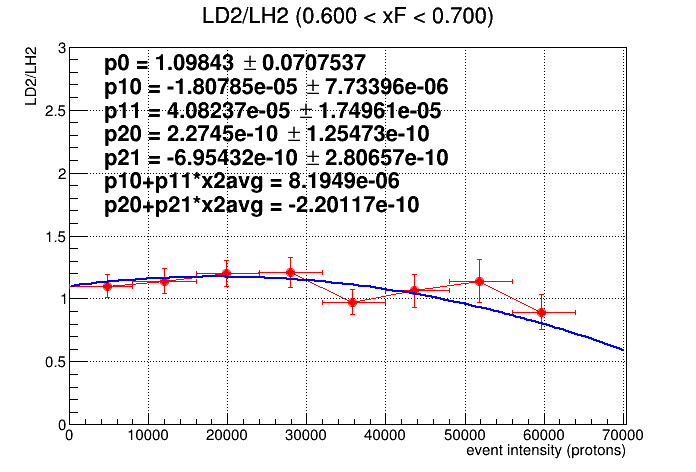 LD2/LH2 (0.600 < xF < 0.700)
LD2/LH2
3
2.5
2
1.5
1
0.5
0
p0 = 1.09843 ± 0.0707537
p10 = -1.80785e-05 ± 7.73396e-06
p11 = 4.08237e-05 ± 1.74961e-05
p20 = 2.2745e-10 ± 1.25473e-10
p21 = -6.95432e-10 ± 2.80657e-10
p10+p11*x2avg = 8.1949e-06
p20+p21*x2avg = -2.20117e-10
0 10000 20000 30000 40000 50000 60000 70000
event intensity (protons)